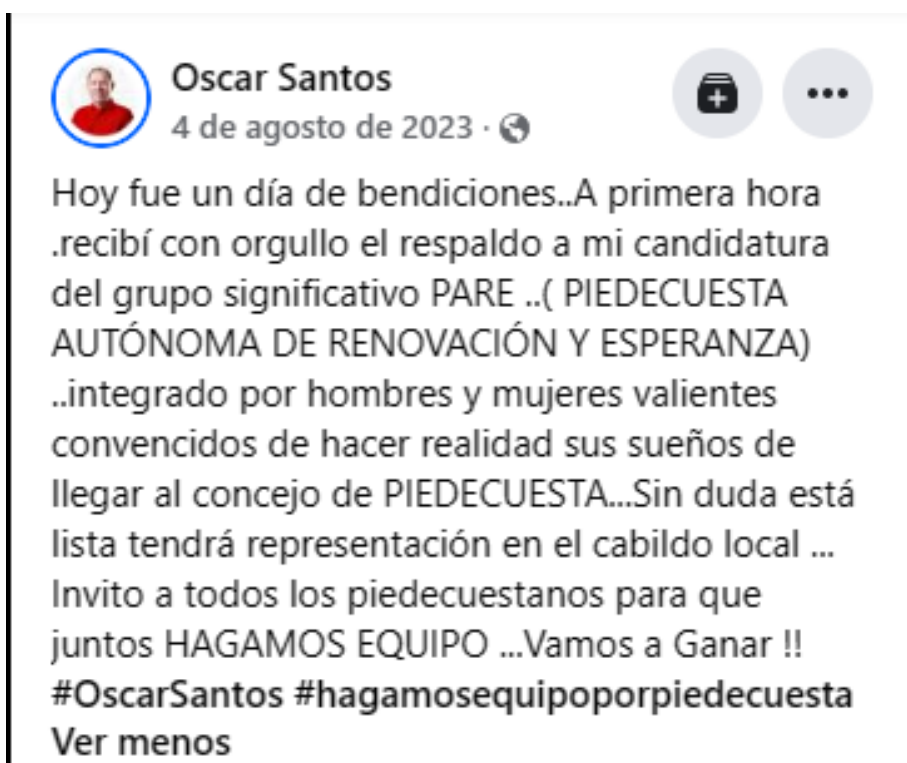 Oscar Santos
4 de agosto de 2023 ·
Hoy fue un día de bendiciones..A primera hora
.recibí con orgullo el respaldo a mi candidatura
del grupo significativo PARE ..( PIEDECUESTA
AUTÓNOMA DE RENOVACIÓN Y ESPERANZA)
..integrado por hombres y mujeres valientes
convencidos de hacer realidad sus sueños de
llegar al concejo de PIEDECUESTA...Sin duda está
lista tendrá representación en el cabildo local ...
Invito a todos los piedecuestanos para que
juntos HAGAMOS EQUIPO ...Vamos a Ganar !!
#OscarSantos #hagamosequipoporpiedecuesta
Ver menos